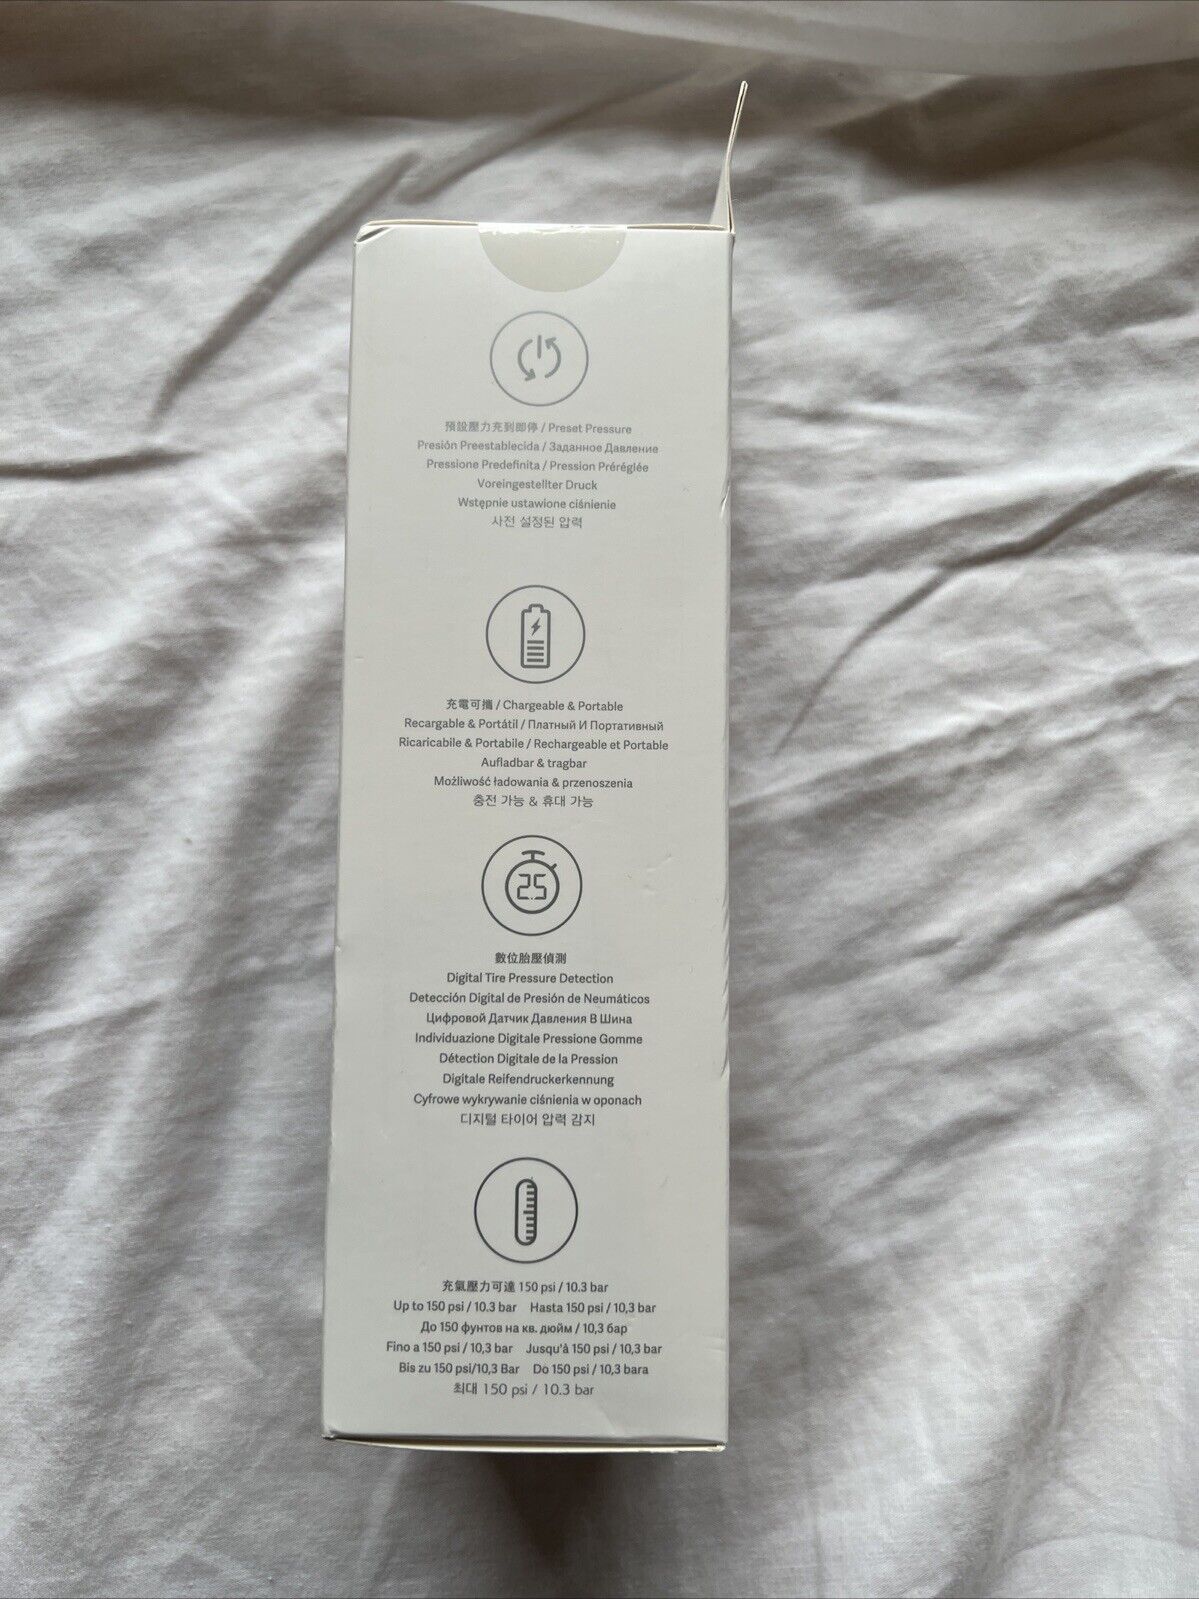 預設壓力充到即停 / Preset Pressure
Presión Preestablecida / Заданное Давление
Pressione Predefinita / Pression Préréglée
Voreingestellter Druck
Wstępnie ustawione ciśnienie
사전 설정된 압력
充電可攜 / Chargeable & Portable
Recargable & Portátil / Платный И Портативный
Ricaricabile & Portabile / Rechargeable et Portable
Aufladbar & tragbar
Możliwość ładowania & przenoszenia
충전 가능 & 휴대 가능
25
數位胎壓偵測
Digital Tire Pressure Detection
Detección Digital de Presión de Neumáticos
Цифровой Датчик Давления В Шина
Individuazione Digitale Pressione Gomme
Détection Digitale de la Pression
Digitale Reifendruckerkennung
Cyfrowe wykrywanie ciśnienia w oponach
디지털 타이어 압력 감지
充氣壓力可達 150 psi / 10.3 bar
Up to 150 psi / 10.3 bar Hasta 150 psi / 10,3 bar
До 150 фунтов на кв. дюйм / 10,3 бар
Fino a 150 psi / 10,3 bar Jusqu'à 150 psi / 10,3 bar
Bis zu 150 psi/10,3 Bar Do 150 psi / 10,3 bara
최대 150 psi / 10.3 bar